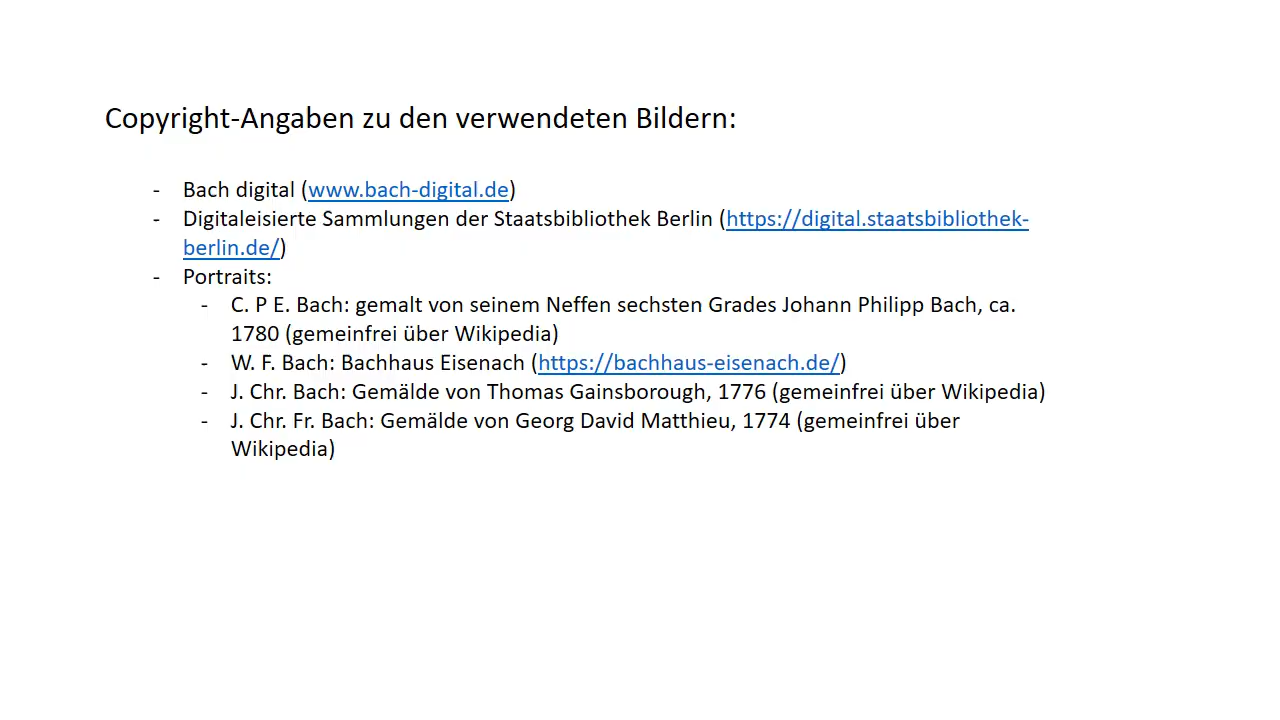 Copyright-Angaben zu den verwendeten Bildern:
- Bach digital (www.bach-digital.de)
- Digitaleisierte Sammlungen der Staatsbibliothek Berlin (https://digital.staatsbibliothek-
berlin.de/)
- Portraits:
- C. P E. Bach: gemalt von seinem Neffen sechsten Grades Johann Philipp Bach, ca.
1780 (gemeinfrei über Wikipedia)
- W. F. Bach: Bachhaus Eisenach (https://bachhaus-eisenach.de/)
- J. Chr. Bach: Gemälde von Thomas Gainsborough, 1776 (gemeinfrei über Wikipedia)
- J. Chr. Fr. Bach: Gemälde von Georg David Matthieu, 1774 (gemeinfrei über
Wikipedia)